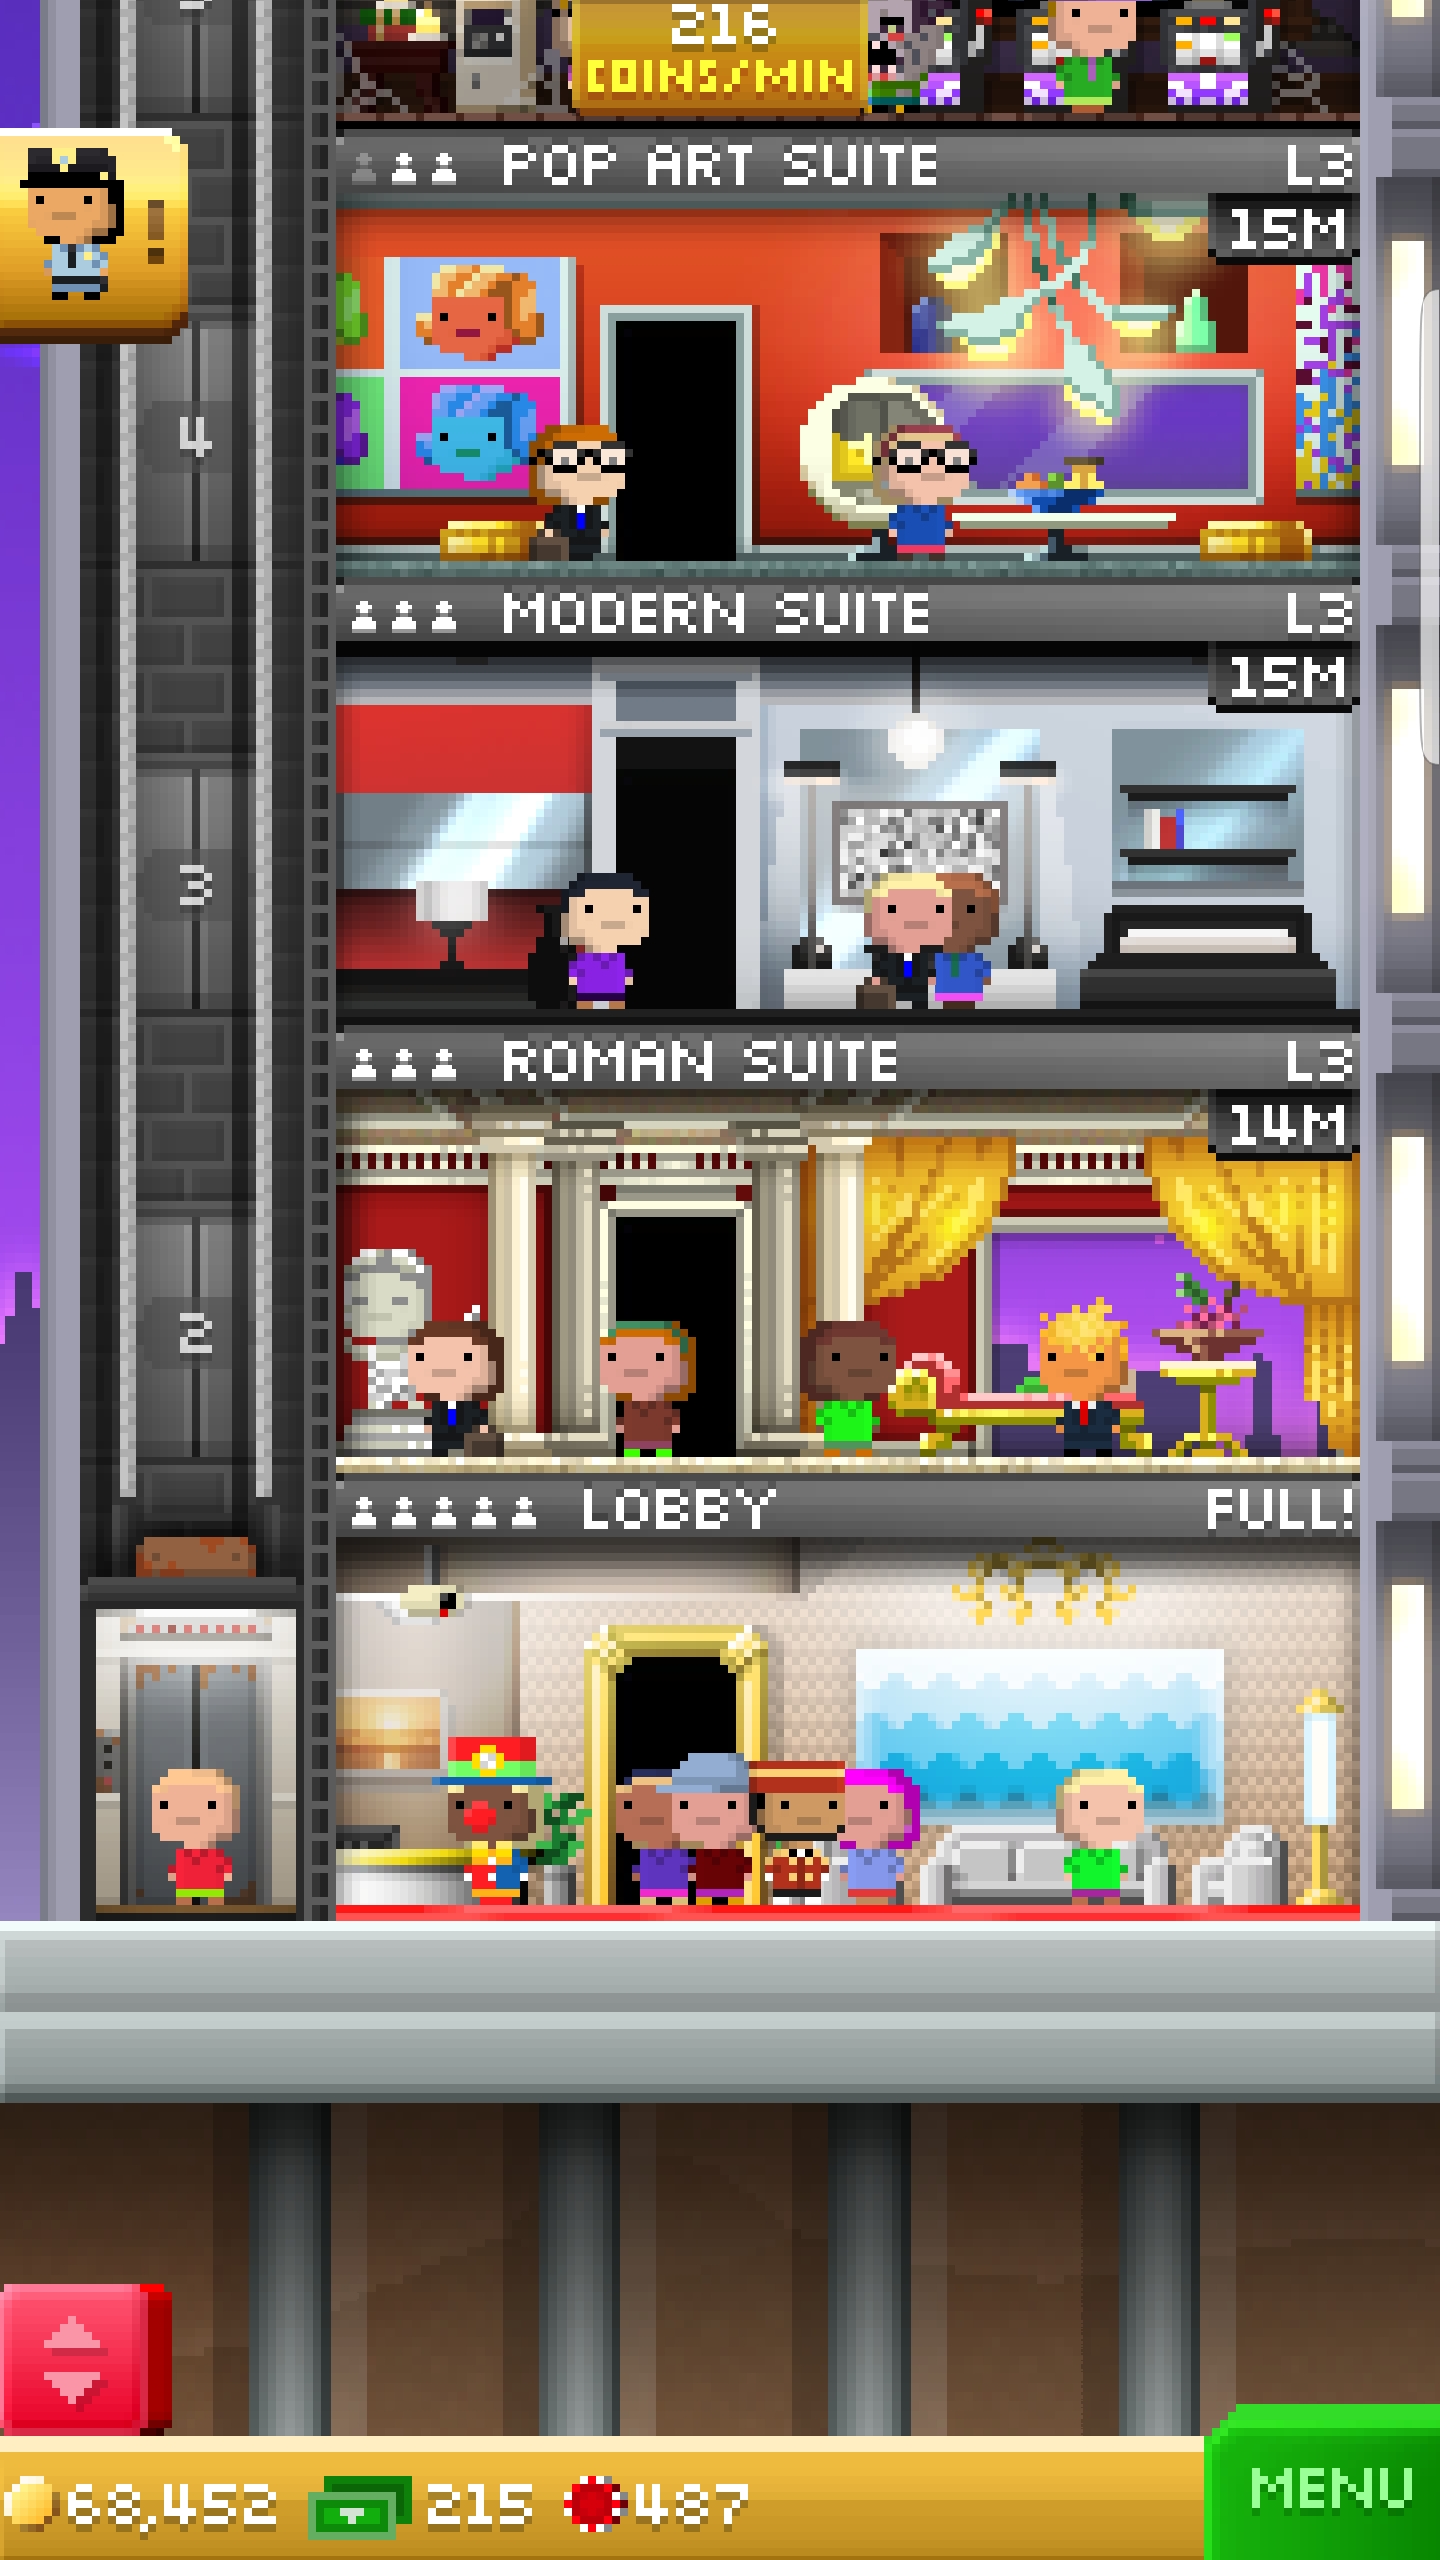 216
COINS/MIN
POP ART SUITE L3
15M
!
4
MODERN SUITE L3
15M
3
ROMAN SUITE L3
14M
2
LOBBY FULL!
68,452 215 487
MENU